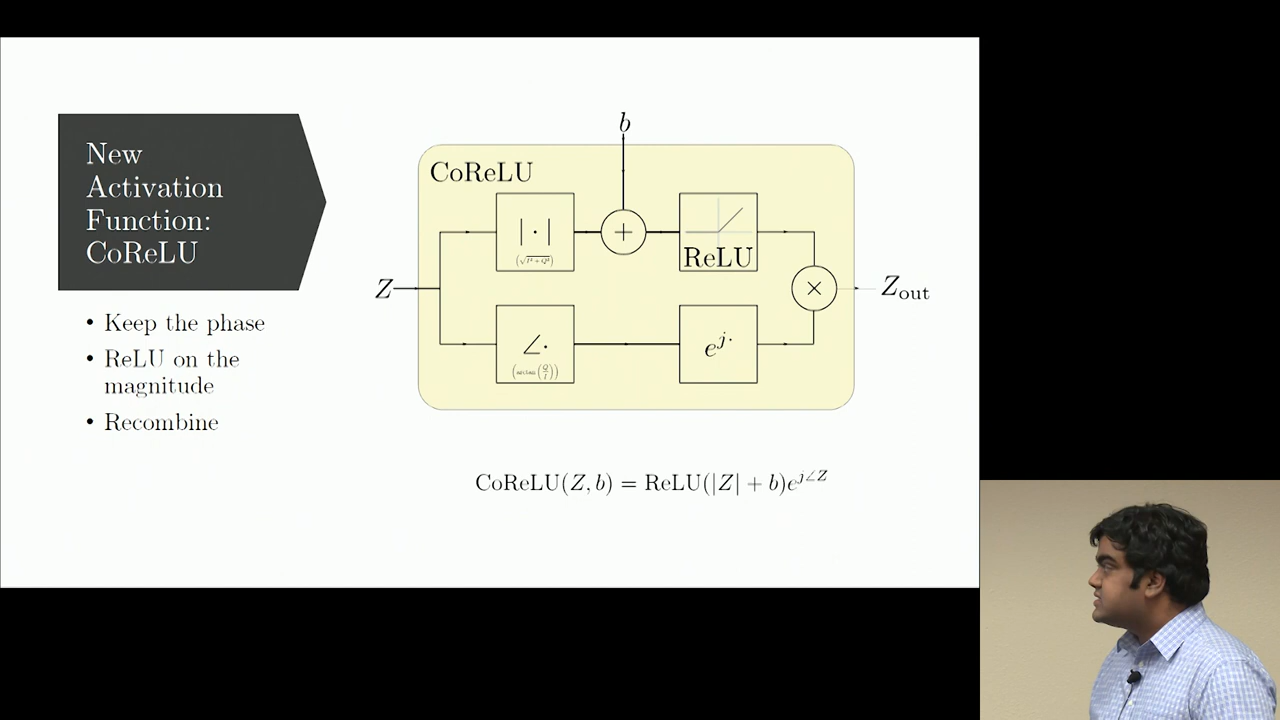 New
Activation
Function:
CoReLU
• Keep the phase
• ReLU on the
magnitude
• Recombine
b
CoReLU
|·|
(√(I² + Q²))
+
ReLU
Z
×
Z_out
∠·
(arctan(Q/I))
e^{j·}
CoReLU(Z, b) = ReLU(|Z| + b)e^{j∠Z}